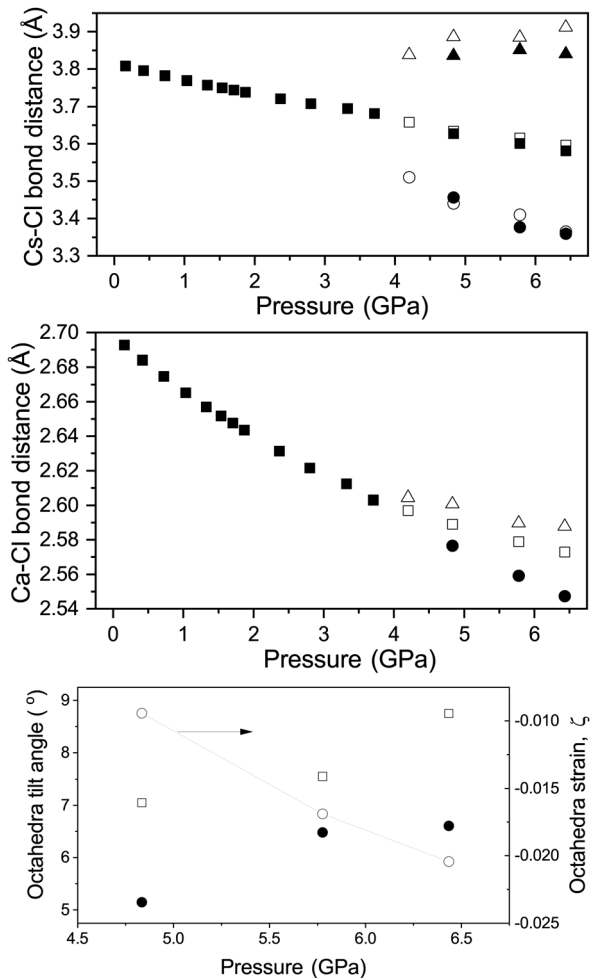 Cs-Cl bond distance (Å)
3.9
3.8
3.7
3.6
3.5
3.4
3.3
0 1 2 3 4 5 6
Pressure (GPa)
Ca-Cl bond distance (Å)
2.70
2.68
2.66
2.64
2.62
2.60
2.58
2.56
2.54
0 1 2 3 4 5 6
Pressure (GPa)
Octahedra tilt angle ( º)
9
8
7
6
5
4.5 5.0 5.5 6.0 6.5
Pressure (GPa)
-0.010
-0.015
-0.020
-0.025
Octahedra strain, ζ